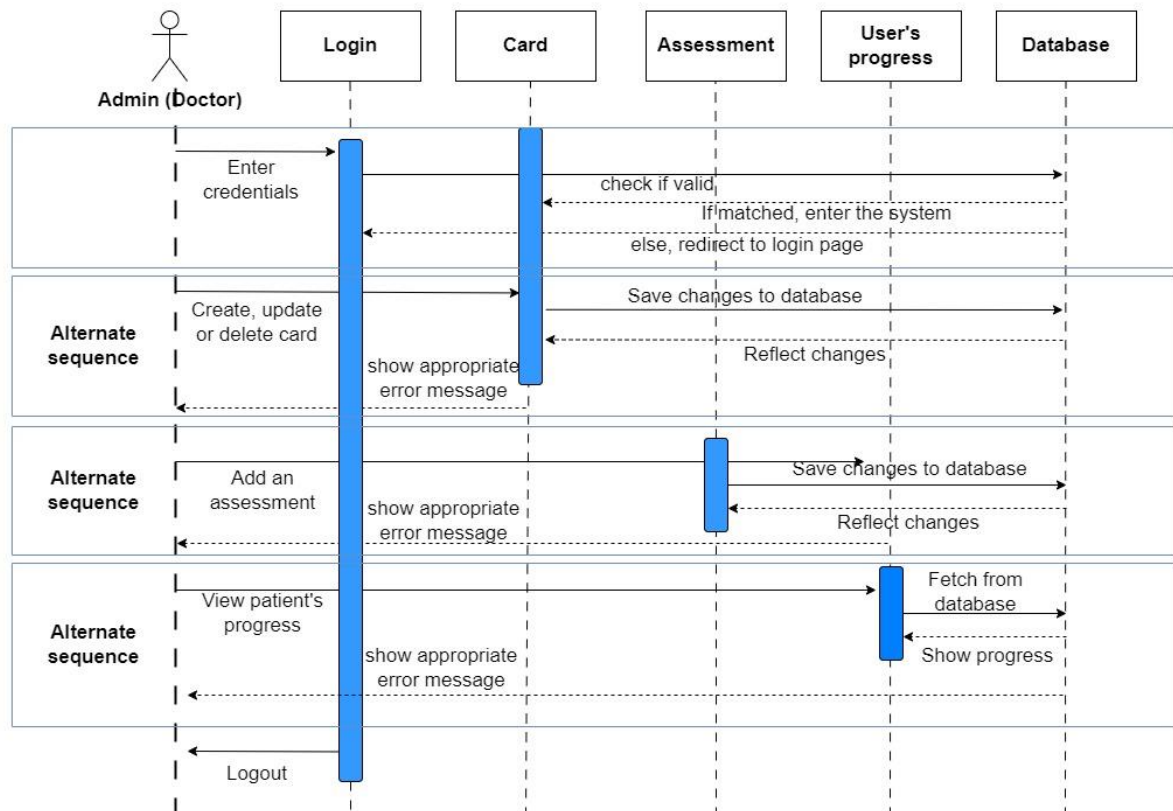 Login
Card
Assessment
User's
progress
Database
Admin (Doctor)
Enter
credentials
check if valid
If matched, enter the system
else, redirect to login page
Alternate
sequence
Create, update
or delete card
Save changes to database
Reflect changes
show appropriate
error message
Alternate
sequence
Add an
assessment
Save changes to database
Reflect changes
show appropriate
error message
Alternate
sequence
View patient's
progress
Fetch from
database
Show progress
show appropriate
error message
Logout